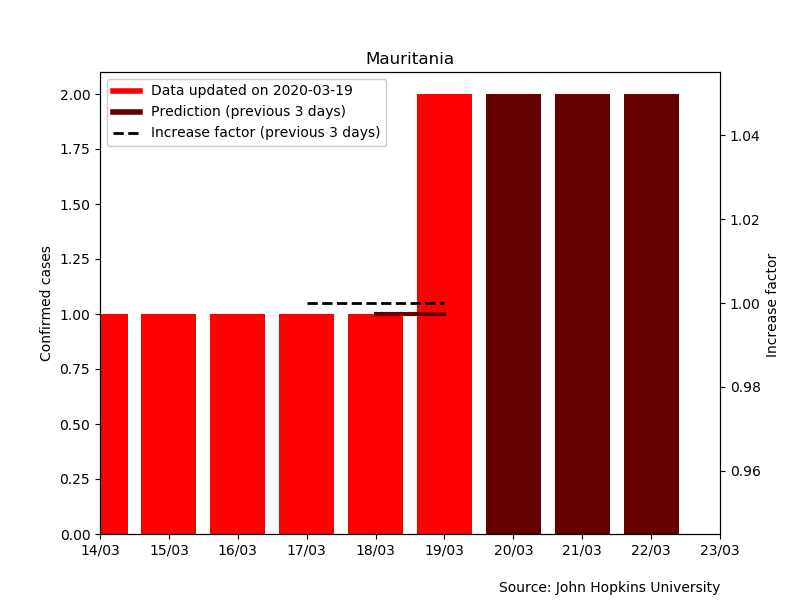 Mauritania
Data updated on 2020-03-19
Prediction (previous 3 days)
Increase factor (previous 3 days)
Confirmed cases
2.00
1.75
1.50
1.25
1.00
0.75
0.50
0.25
0.00
1.04
1.02
1.00
0.98
0.96
Increase factor
14/03 15/03 16/03 17/03 18/03 19/03 20/03 21/03 22/03 23/03
Source: John Hopkins University